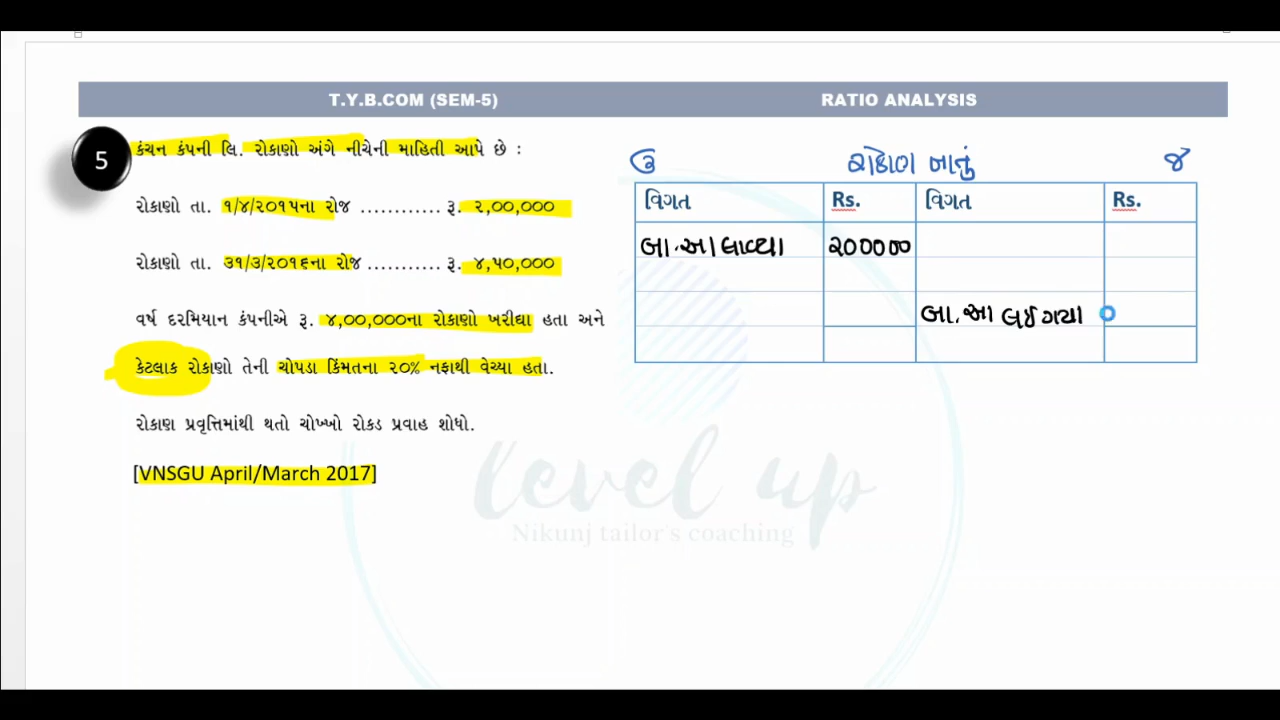 T.Y.B.COM (SEM-5) RATIO ANALYSIS
5 કંચન કંપની લિ. રોકાણો અંગે નીચેની માહિતી આપે છે :
રોકાણો તા. ૧/૪/૨૦૧૫ના રોજ ............ રૂ. ૨,૦૦,૦૦૦
રોકાણો તા. ૩૧/૩/૨૦૧૬ના રોજ ........... રૂ. ૪,૫૦,૦૦૦
વર્ષ દરમિયાન કંપનીએ રૂ. ૪,૦૦,૦૦૦ના રોકાણો ખરીદ્યા હતા અને
કેટલાક રોકાણો તેની ચોપડા કિંમતના ૨૦% નફાથી વેચ્યા હતા.
રોકાણ પ્રવૃત્તિમાંથી થતો ચોખ્ખો રોકડ પ્રવાહ શોધો.
[VNSGU April/March 2017]
ઉ રોકાણ ખાતું જ
વિગત Rs. વિગત Rs.
બા.આ લાવ્યા ૨૦૦૦૦૦
બા.આ લઈ ગયા
level up
Nikunj tailor's coaching